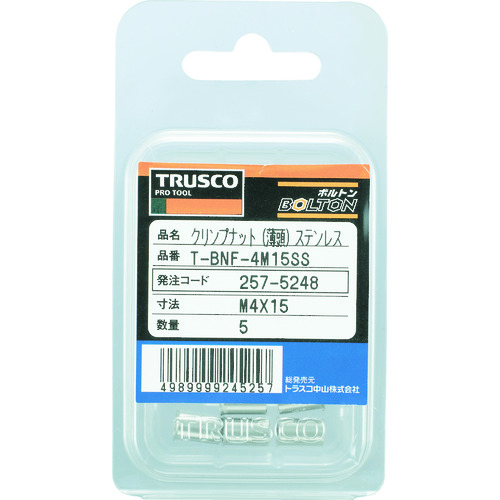 TRUSCO
PRO TOOL
ボルトン
BOLTON
品名 クリンプナット(薄頭)ステンレス
品番 T-BNF-4M15SS
発注コード 257-5248
寸法 M4X15
数量 5
4989999245257
総発売元
トラスコ中山株式会社
TRUSCO